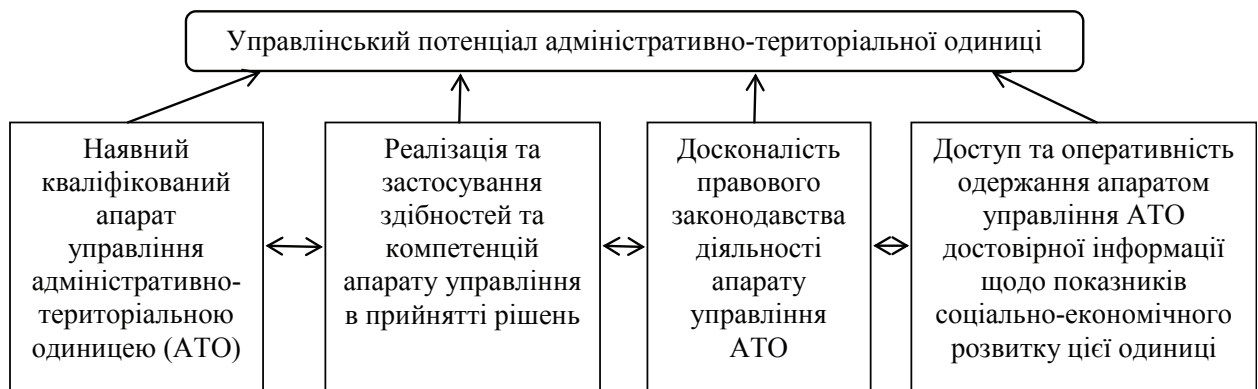 Управлінський потенціал адміністративно-територіальної одиниці
Наявний
кваліфікований
апарат
управління
адміністративно-
територіальною
одиницею (АТО)
Реалізація та
застосування
здібностей та
компетенцій
апарату управління
в прийнятті рішень
Досконалість
правового
законодавства
діяльності
апарату
управління
АТО
Доступ та оперативність
одержання апаратом
управління АТО
достовірної інформації
щодо показників
соціально-економічного
розвитку цієї одиниці